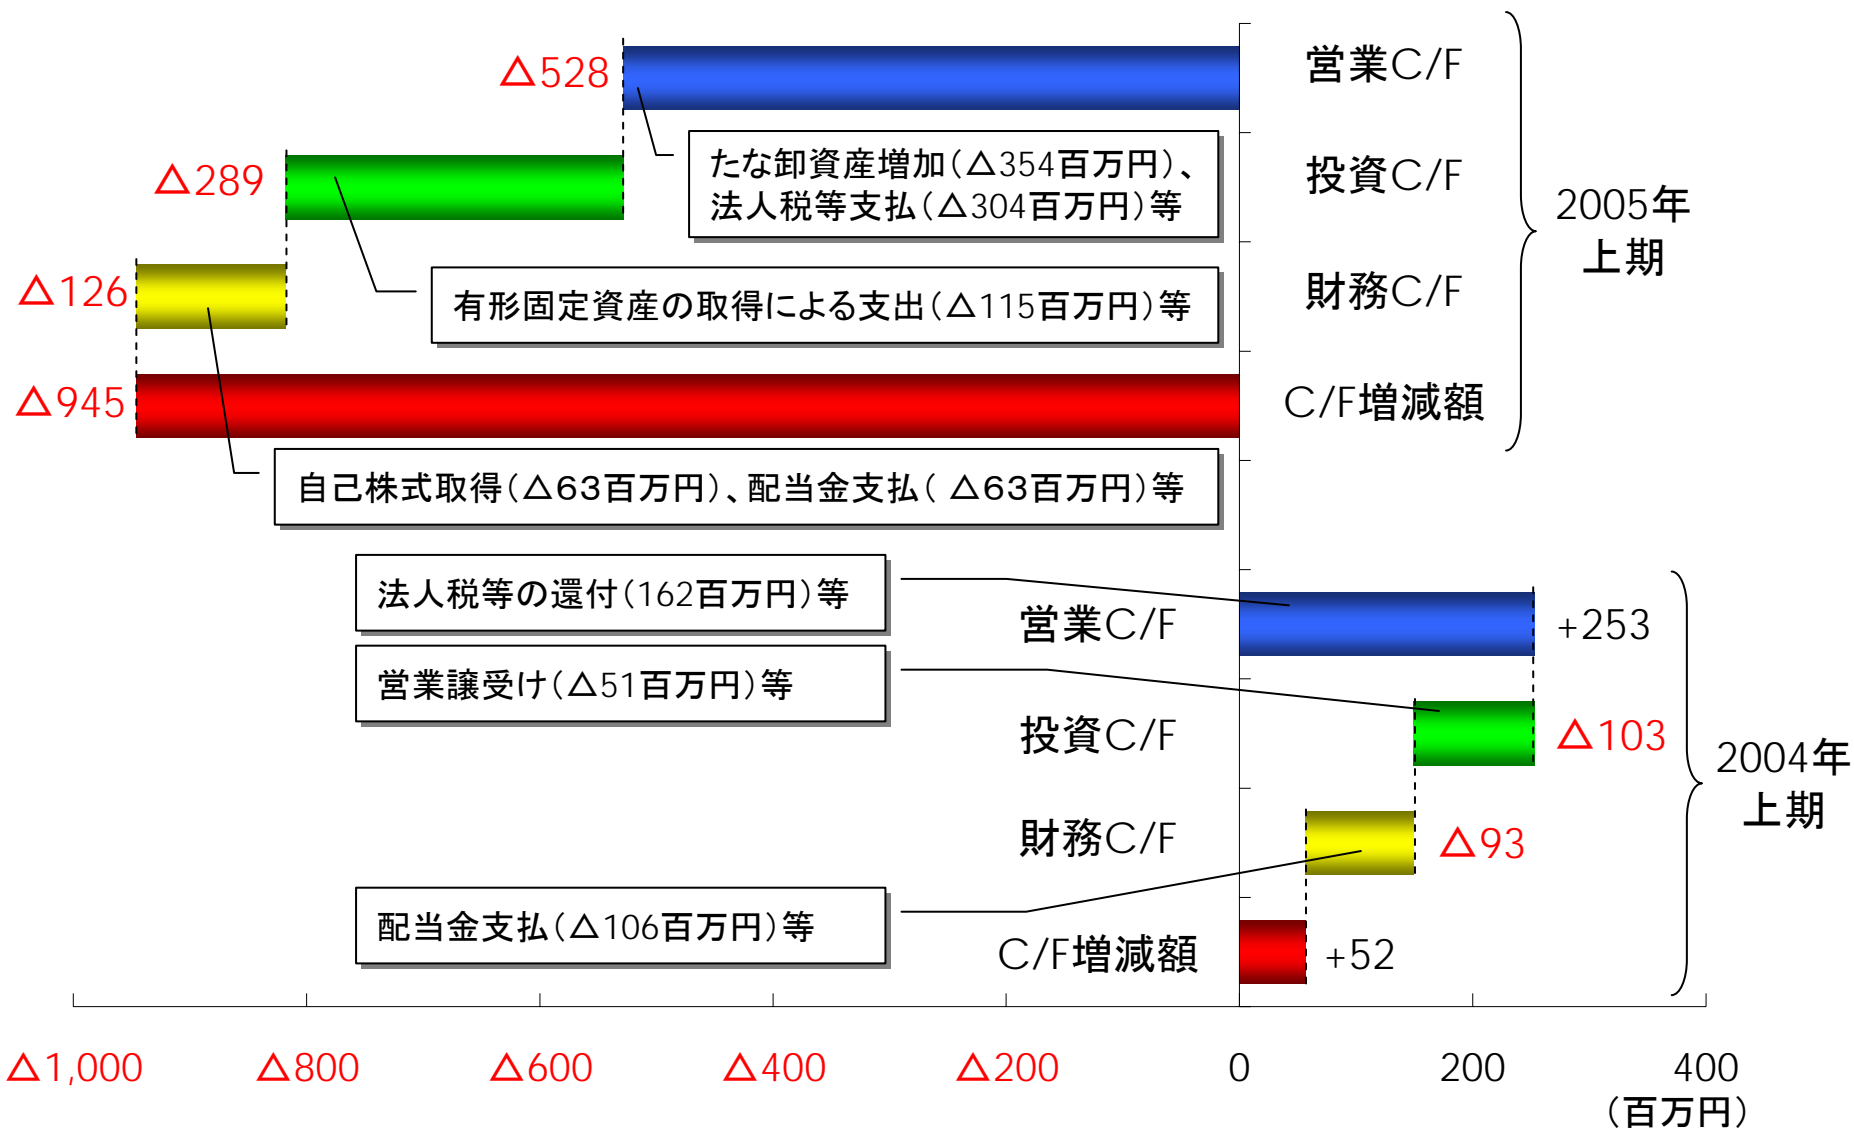 △528
営業C/F
たな卸資産増加(△354百万円)、
法人税等支払(△304百万円)等
△289
投資C/F
2005年
上期
△126
有形固定資産の取得による支出(△115百万円)等
財務C/F
△945
C/F増減額
自己株式取得(△63百万円)、配当金支払( △63百万円)等
法人税等の還付(162百万円)等
営業C/F
+253
営業譲受け(△51百万円)等
投資C/F
△103
2004年
上期
財務C/F
△93
配当金支払(△106百万円)等
C/F増減額
+52
△1,000 △800 △600 △400 △200 0 200 400
(百万円)